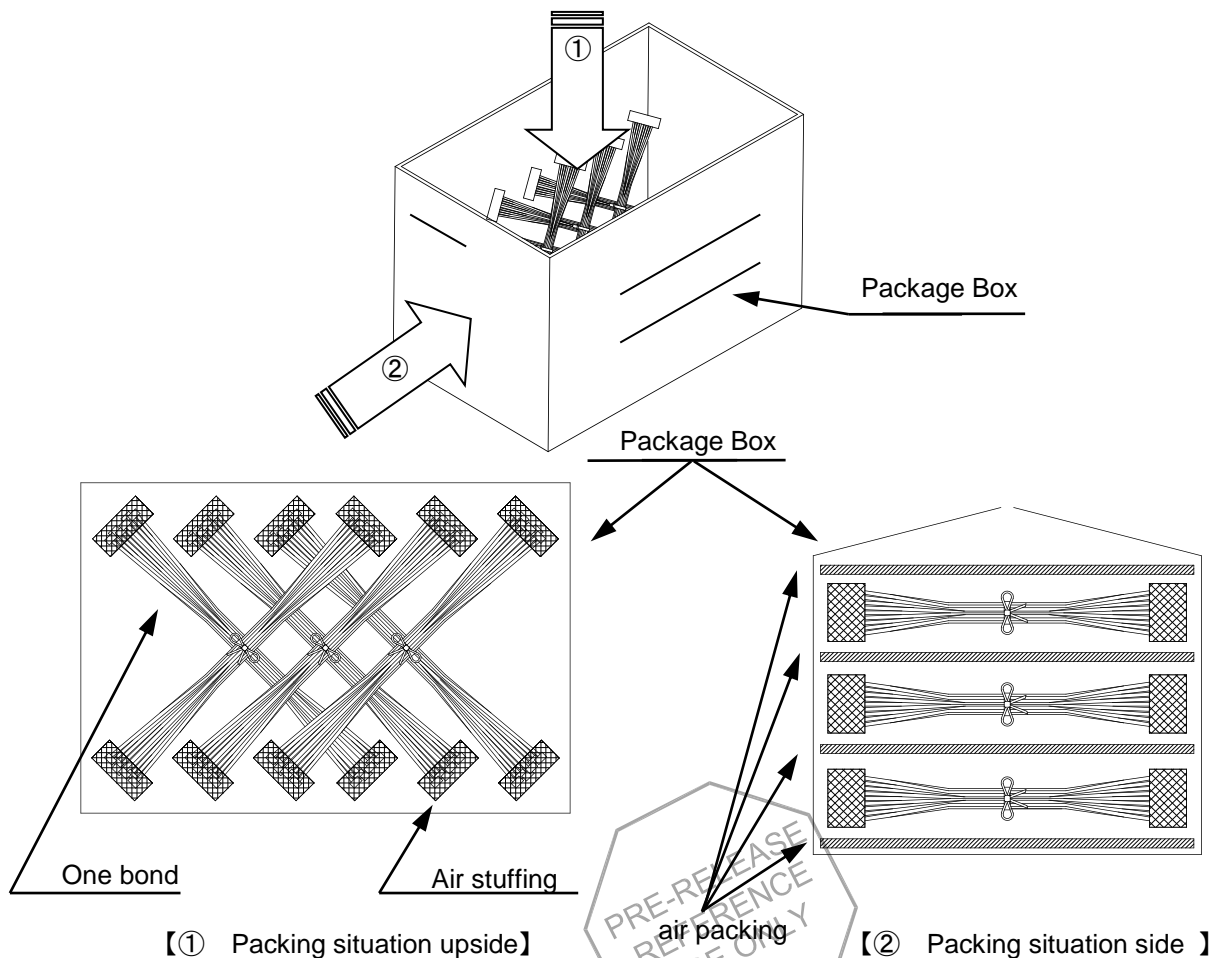 ①
②
Package Box
Package Box
One bond
Air stuffing
PRE-RELEASE
REFERENCE
USE ONLY
air packing
【① Packing situation upside】
【② Packing situation side 】